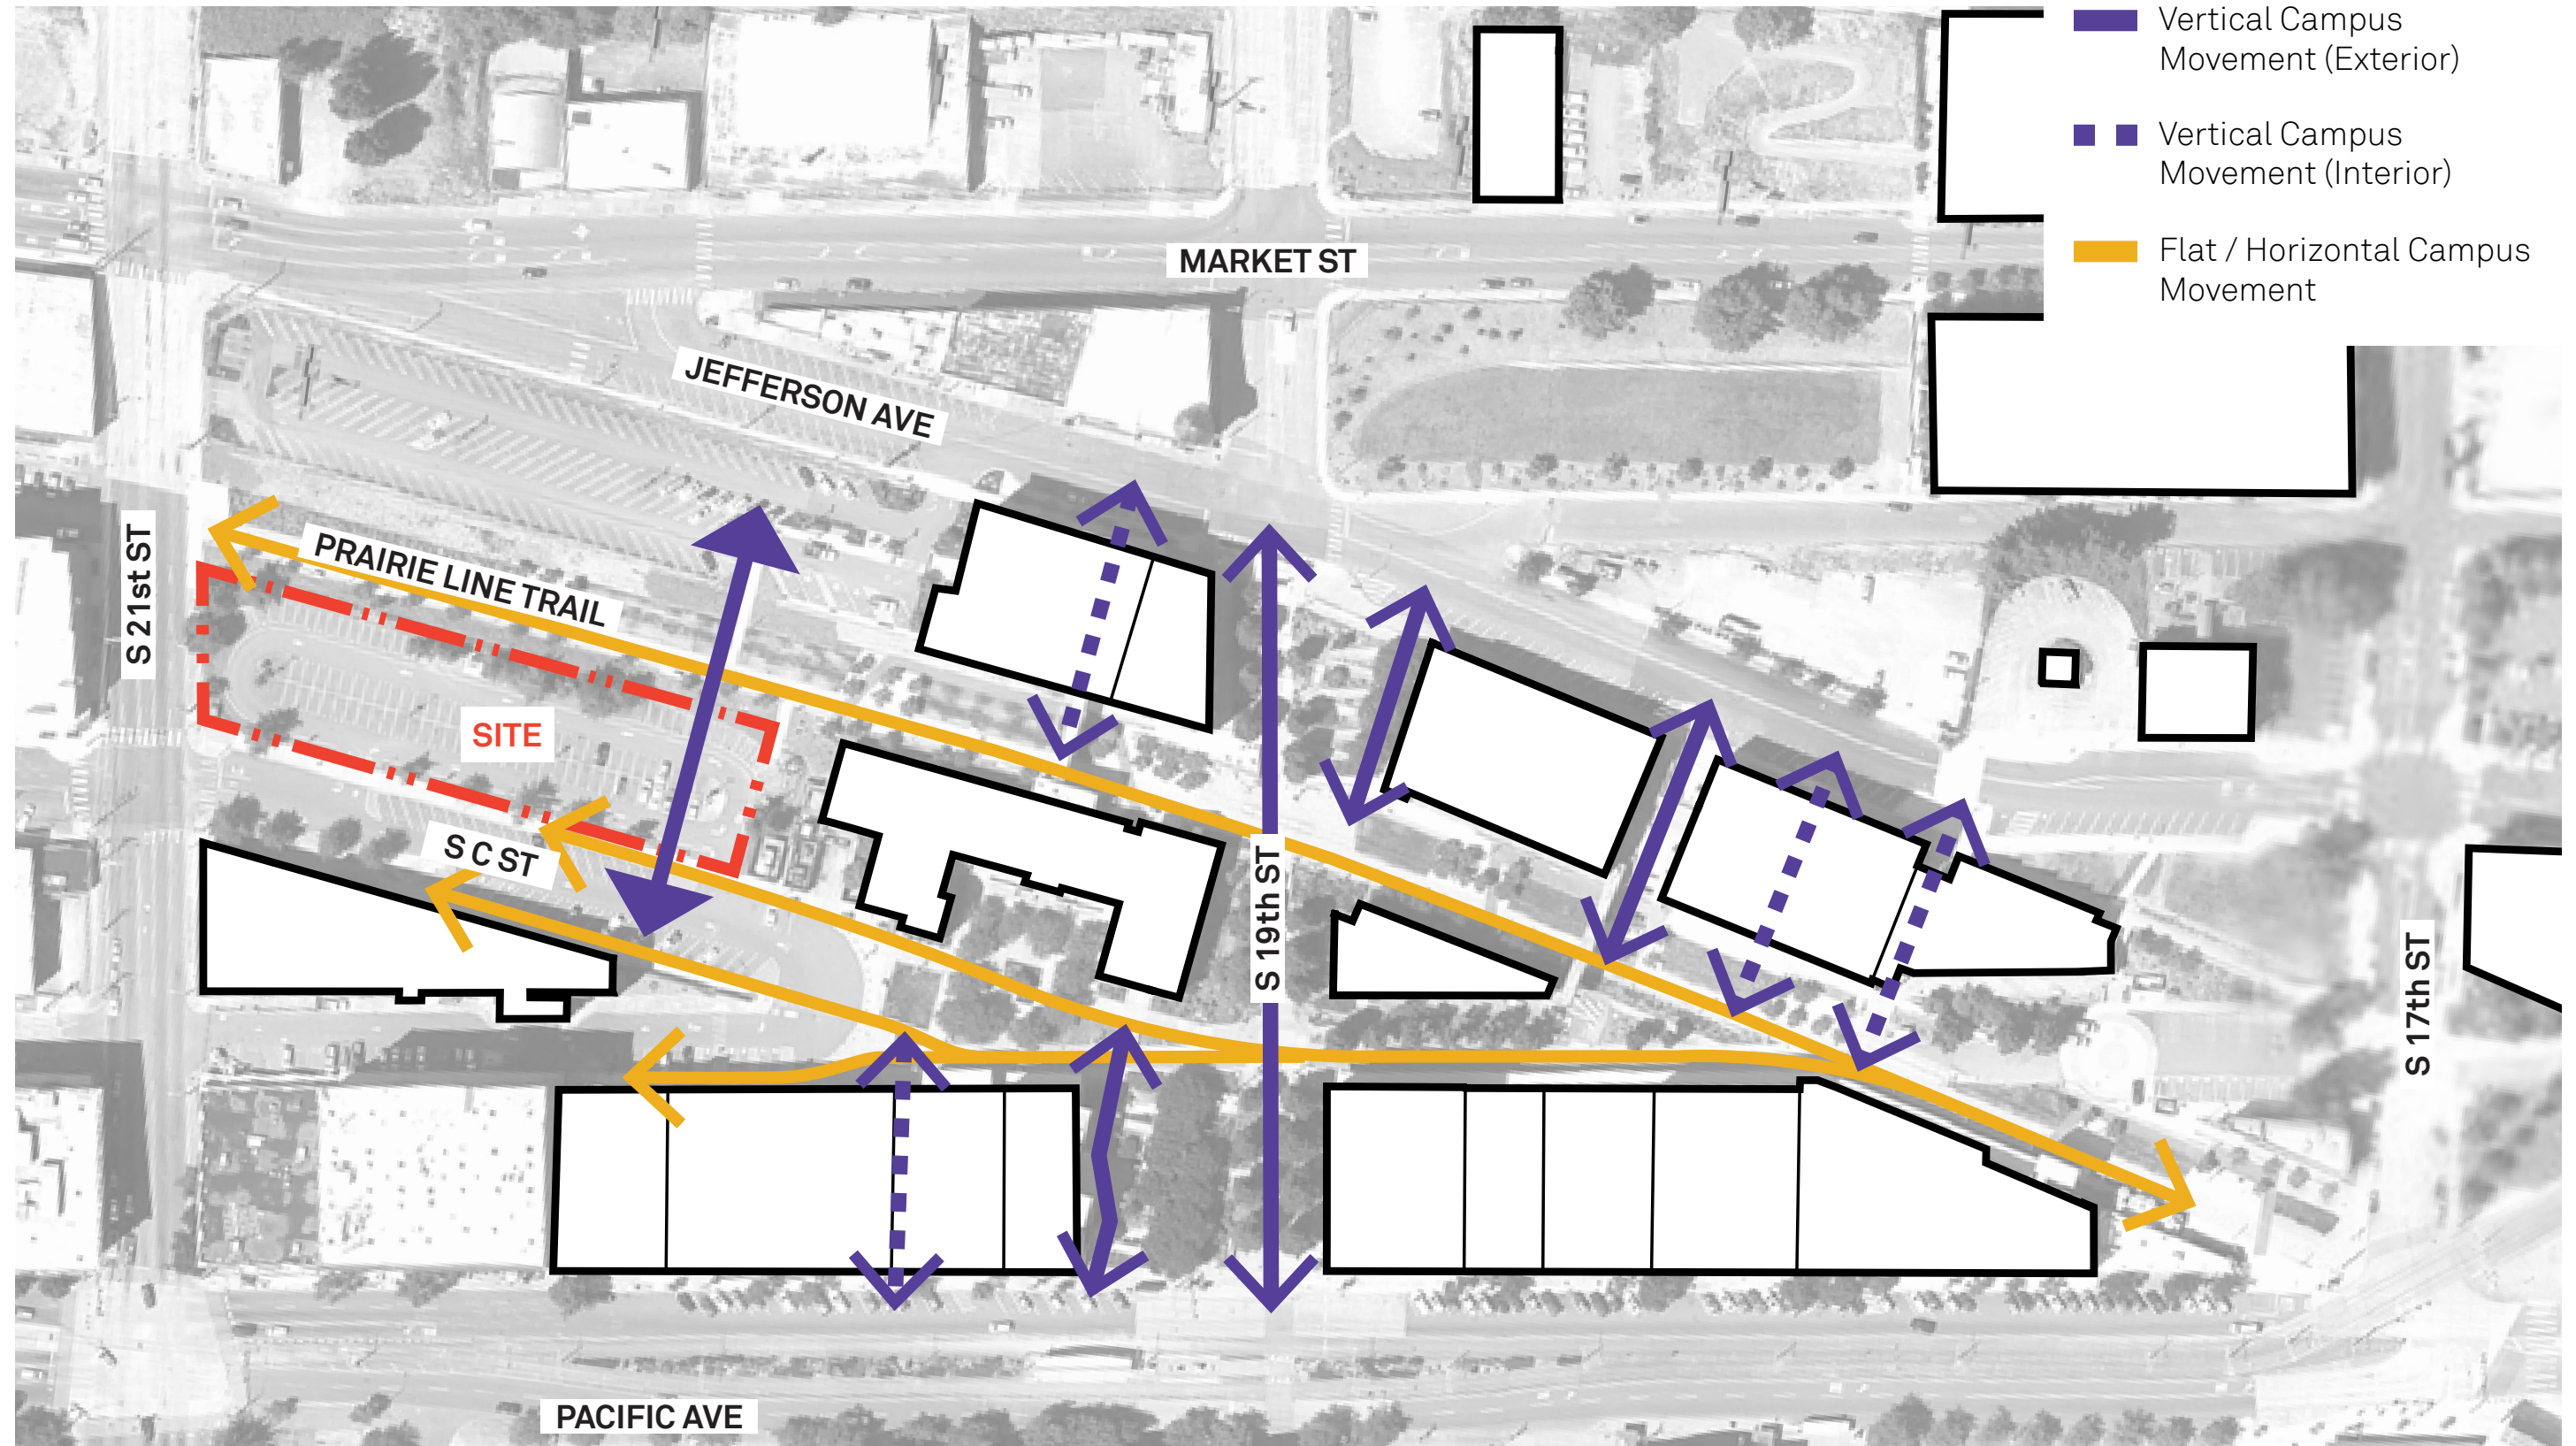 Vertical Campus
Movement (Exterior)
Vertical Campus
Movement (Interior)
Flat / Horizontal Campus
Movement
MARKET ST
JEFFERSON AVE
PRAIRIE LINE TRAIL
S 21st ST
SITE
S C ST
S 19th ST
S 17th ST
PACIFIC AVE